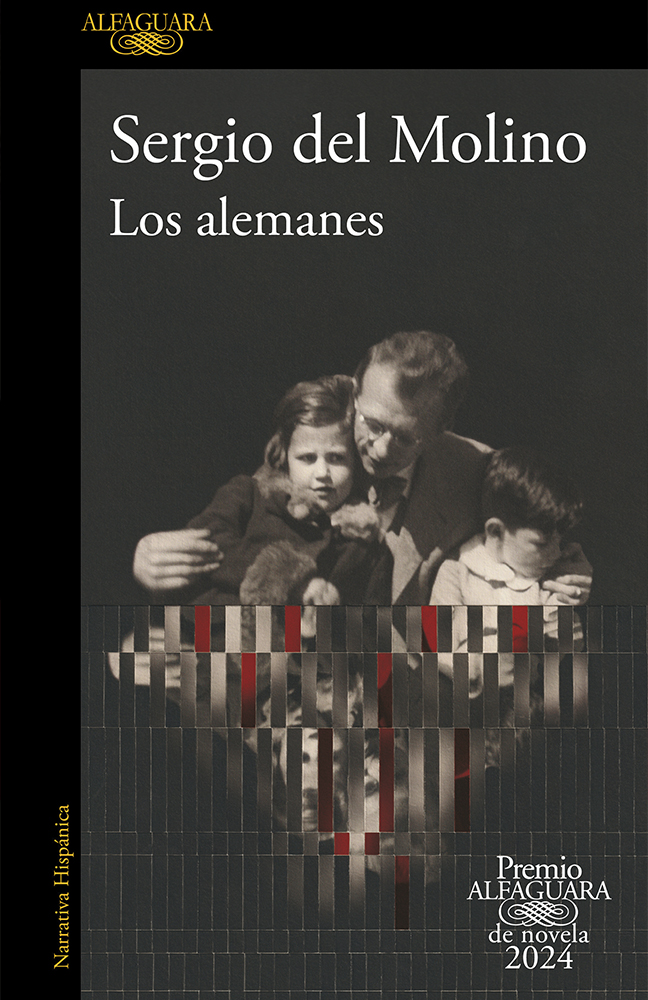 ALFAGUARA
Sergio del Molino
Los alemanes
Narrativa Hispánica
Premio
ALFAGUARA
de novela
2024